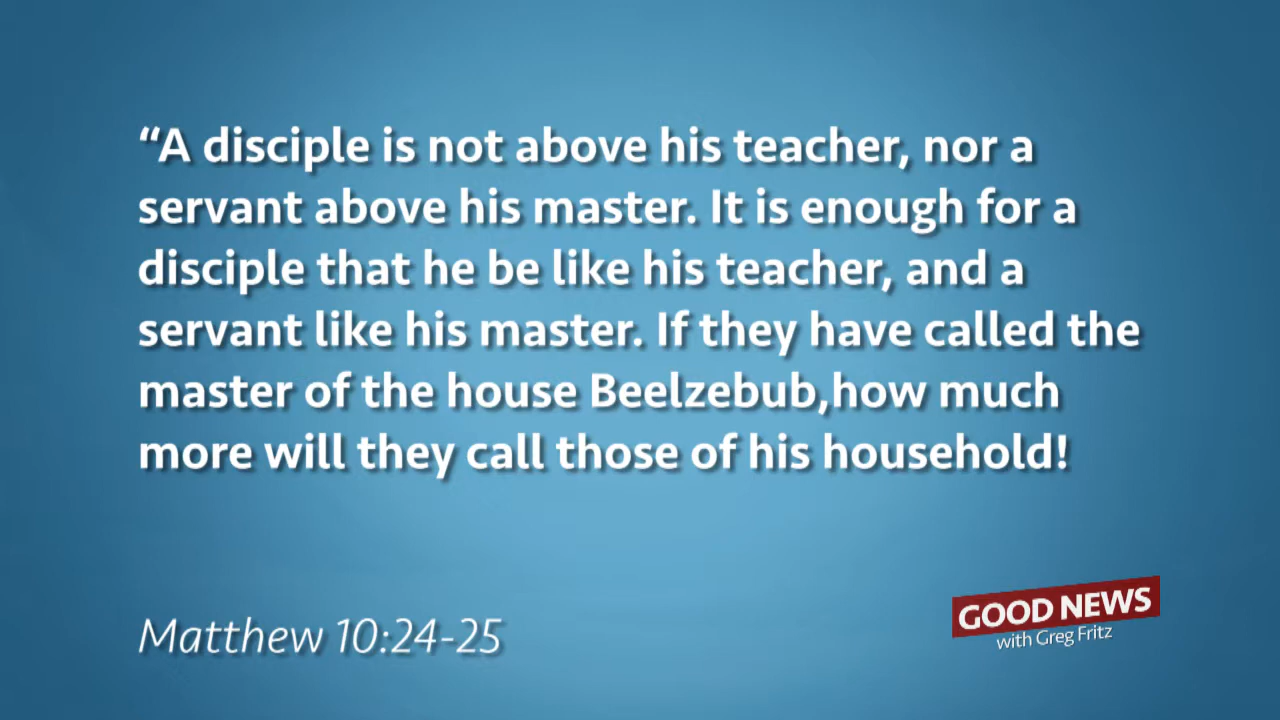 “A disciple is not above his teacher, nor a
servant above his master. It is enough for a
disciple that he be like his teacher, and a
servant like his master. If they have called the
master of the house Beelzebub,how much
more will they call those of his household!
Matthew 10:24-25
GOOD NEWS
with Greg Fritz